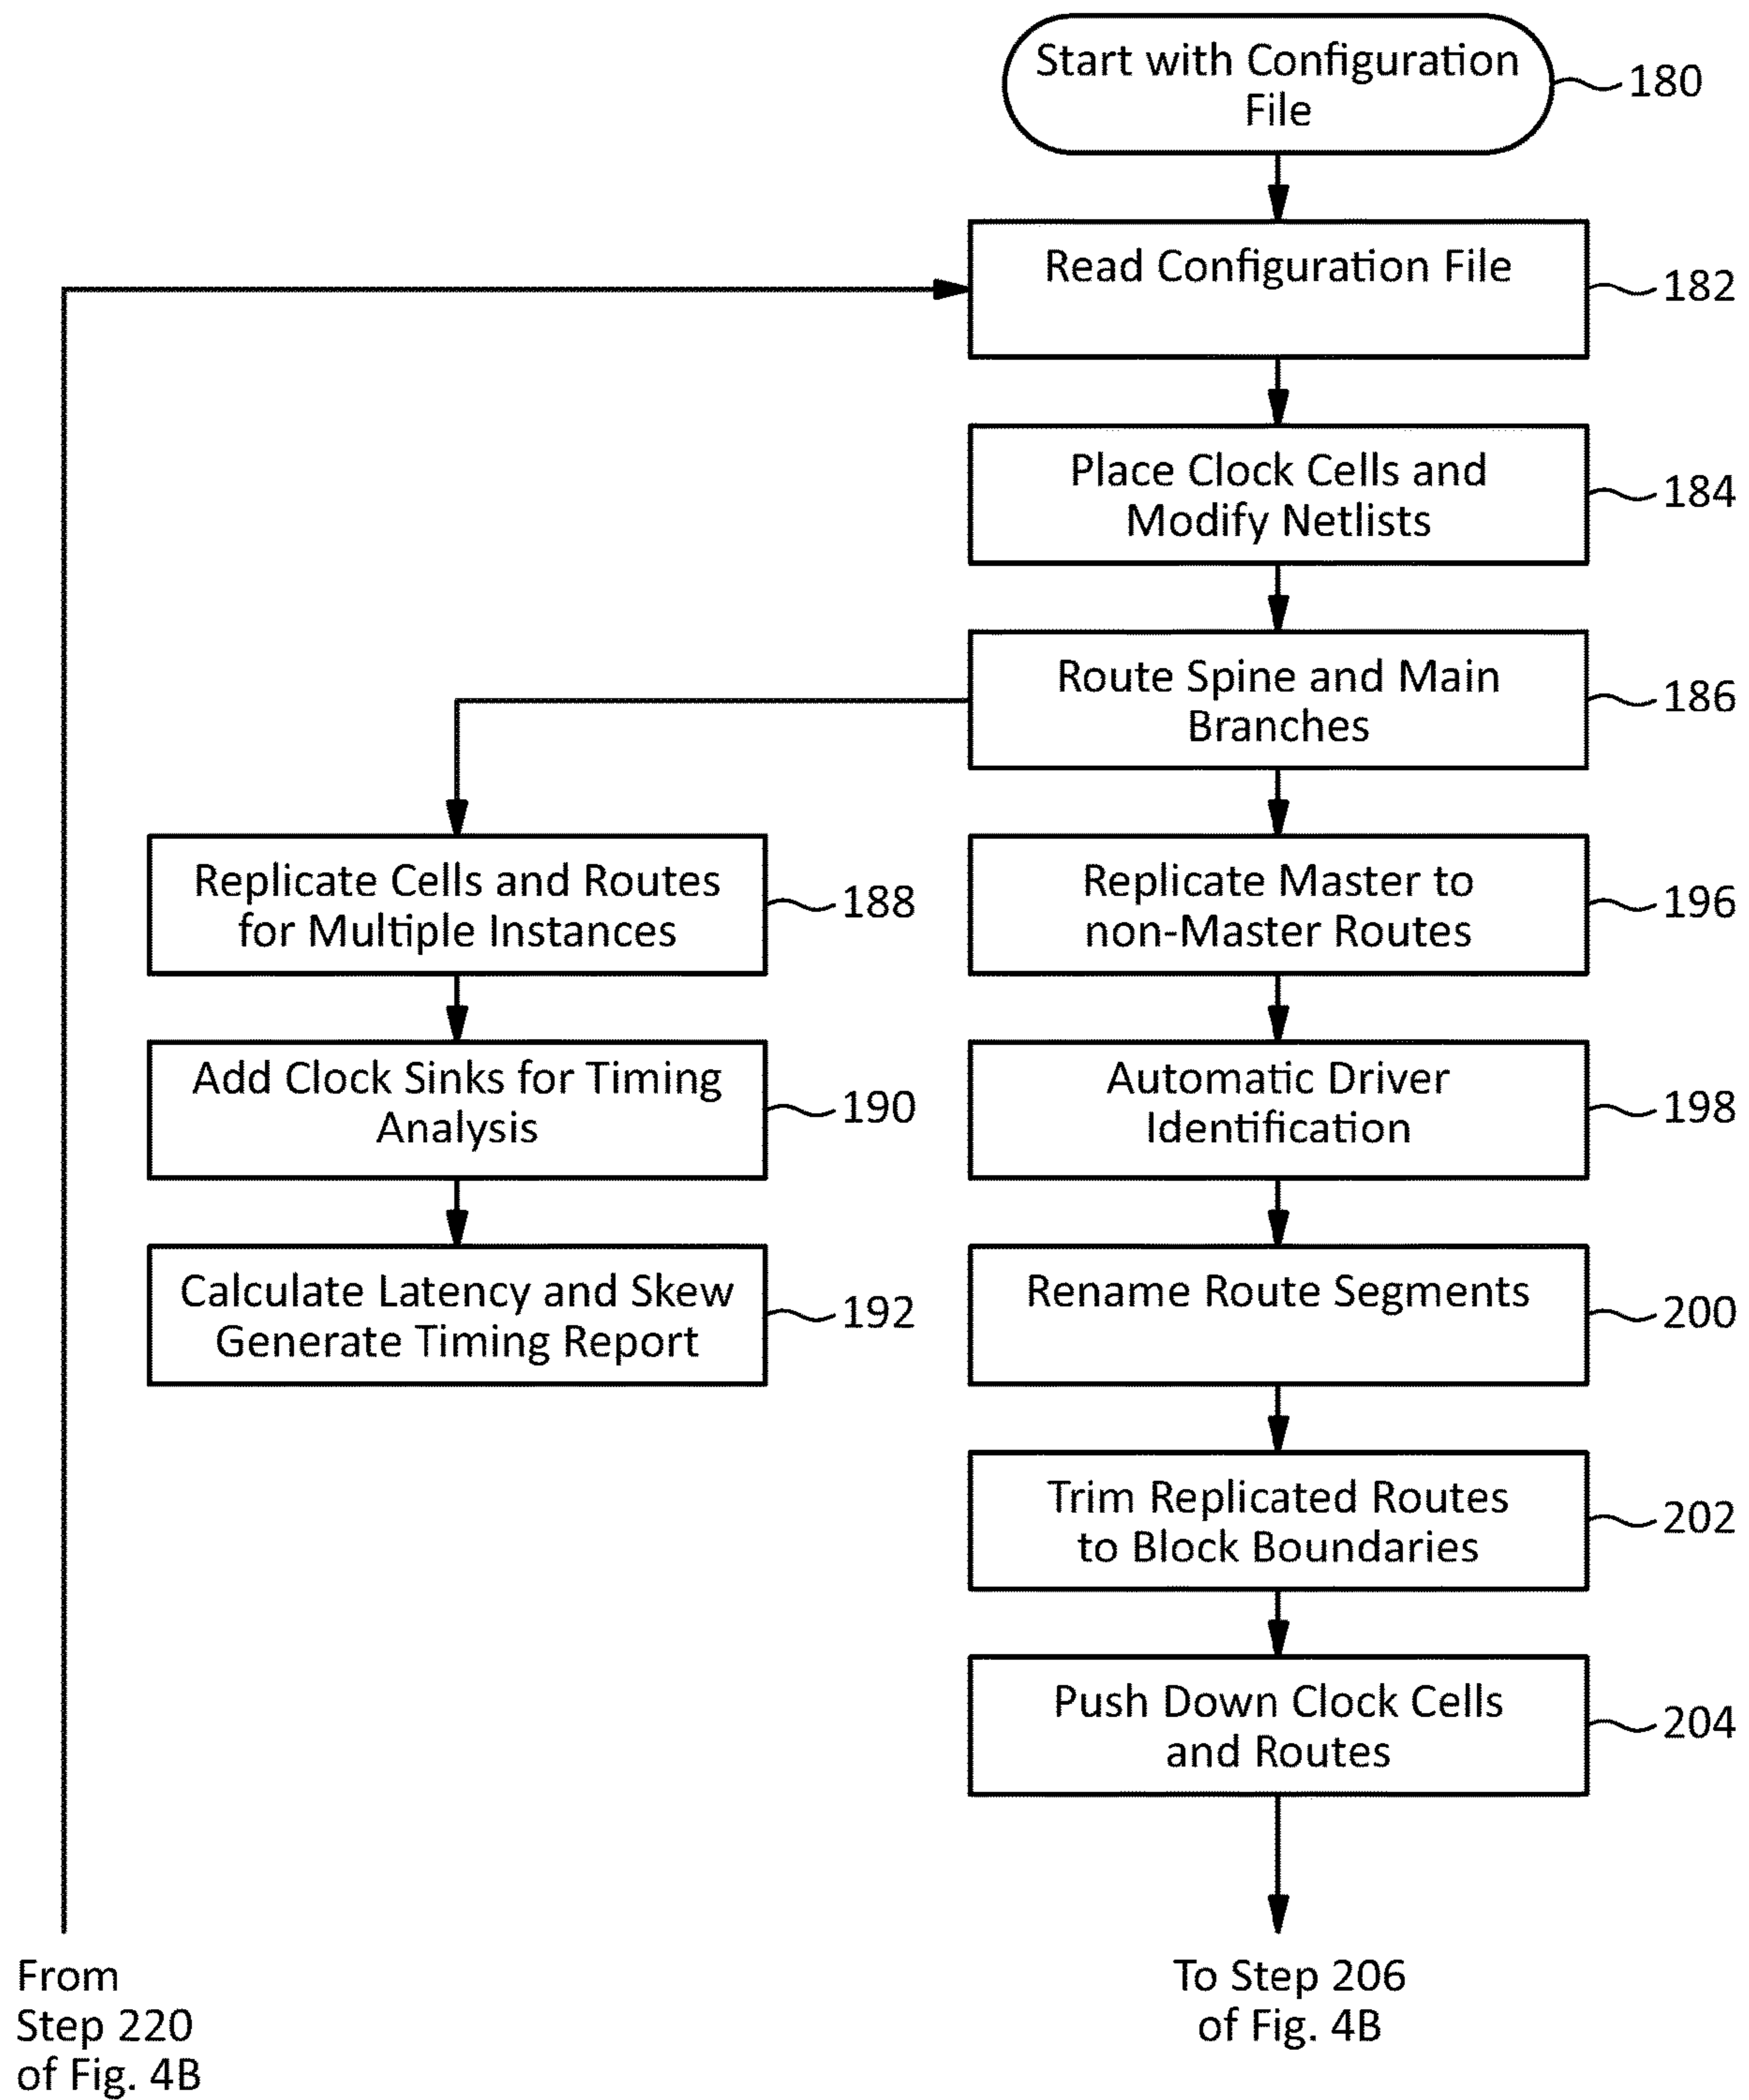 Start with Configuration
File
180
Read Configuration File
182
Place Clock Cells and
Modify Netlists
184
Route Spine and Main
Branches
186
Replicate Cells and Routes
for Multiple Instances
188
Replicate Master to
non-Master Routes
196
Add Clock Sinks for Timing
Analysis
190
Automatic Driver
Identification
198
Calculate Latency and Skew
Generate Timing Report
192
Rename Route Segments
200
Trim Replicated Routes
to Block Boundaries
202
Push Down Clock Cells
and Routes
204
From
Step 220
of Fig. 4B
To Step 206
of Fig. 4B